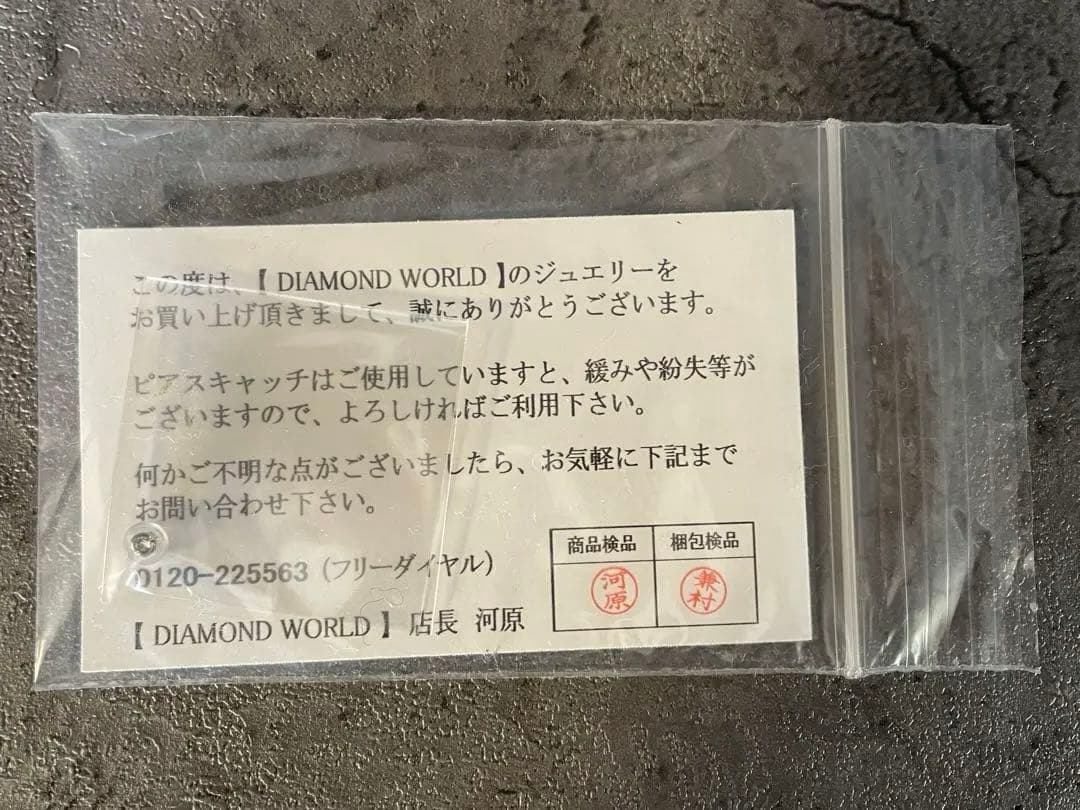 この度は、【 DIAMOND WORLD 】のジュエリーを
お買い上げ頂きまして、誠にありがとうございます。
ピアスキャッチはご使用していますと、緩みや紛失等が
ございますので、よろしければご利用下さい。
何かご不明な点がございましたら、お気軽に下記まで
お問い合わせ下さい。
0120-225563 (フリーダイヤル)
【 DIAMOND WORLD 】 店長 河原
商品検品 梱包検品
河原 兼村